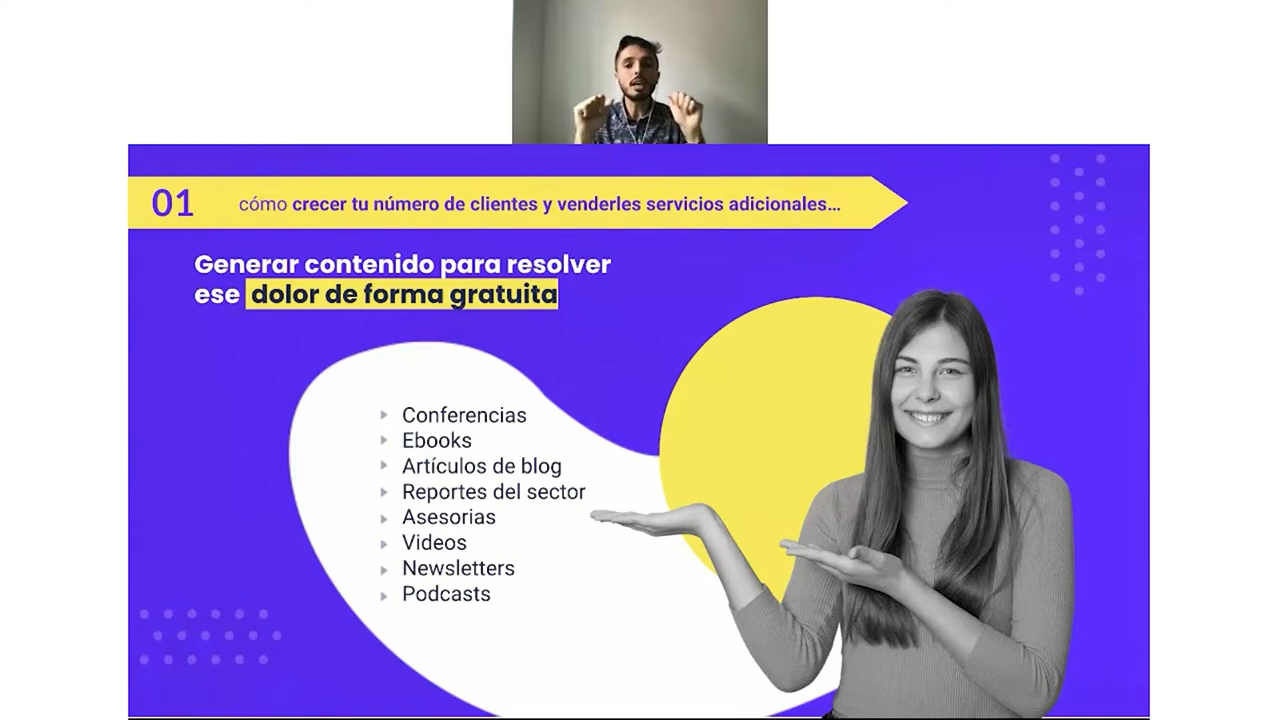 01
cómo crecer tu número de clientes y venderles servicios adicionales...
Generar contenido para resolver
ese dolor de forma gratuita
Conferencias
Ebooks
Artículos de blog
Reportes del sector
Asesorias
Videos
Newsletters
Podcasts